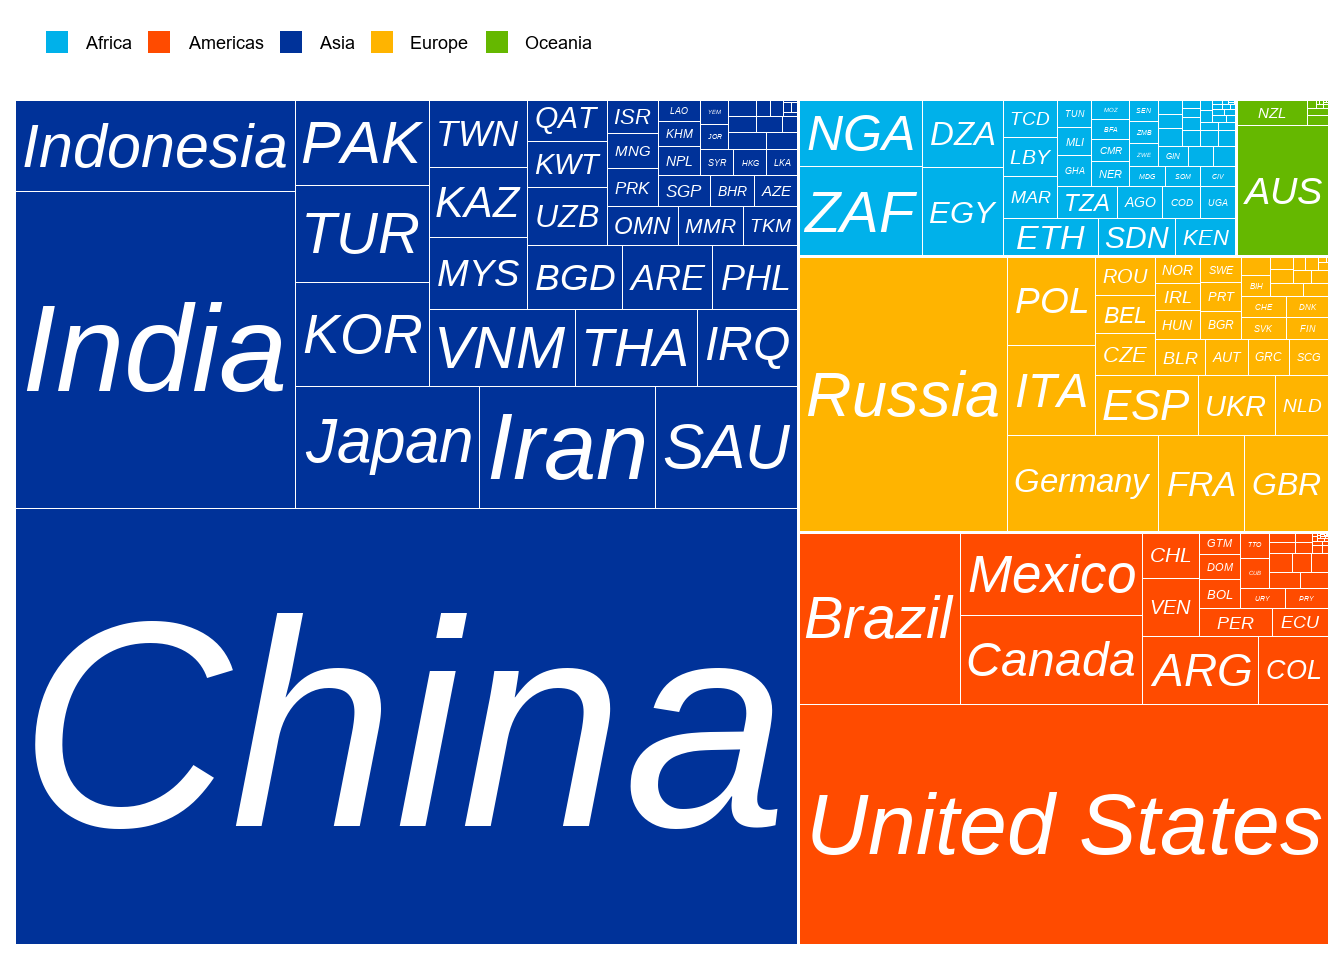 Africa Americas Asia Europe Oceania
Indonesia
India
China
PAK
TUR
KOR
Japan
Iran
SAU
TWN
KAZ
MYS
VNM
THA
IRQ
QAT
KWT
UZB
BGD
ARE
PHL
ISR
MNG
PRK
OMN
MMR
TKM
LAO
KHM
NPL
SGP
BHR
AZE
YEM
JOR
SYR
HKG
LKA
NGA
ZAF
DZA
EGY
TCD
LBY
MAR
ETH
SDN
KEN
TUN
MLI
GHA
TZA
AGO
COD
UGA
MOZ
BFA
CMR
NER
SEN
ZMB
ZWE
MDG
SOM
CIV
GIN
NZL
AUS
Russia
POL
ITA
Germany
FRA
GBR
ROU
BEL
CZE
ESP
UKR
NLD
NOR
IRL
HUN
BLR
AUT
GRC
SCG
SWE
PRT
BGR
BIH
CHE
DNK
SVK
FIN
Brazil
Mexico
Canada
United States
CHL
VEN
ARG
COL
GTM
DOM
BOL
PER
ECU
TTO
CUB
URY
PRY